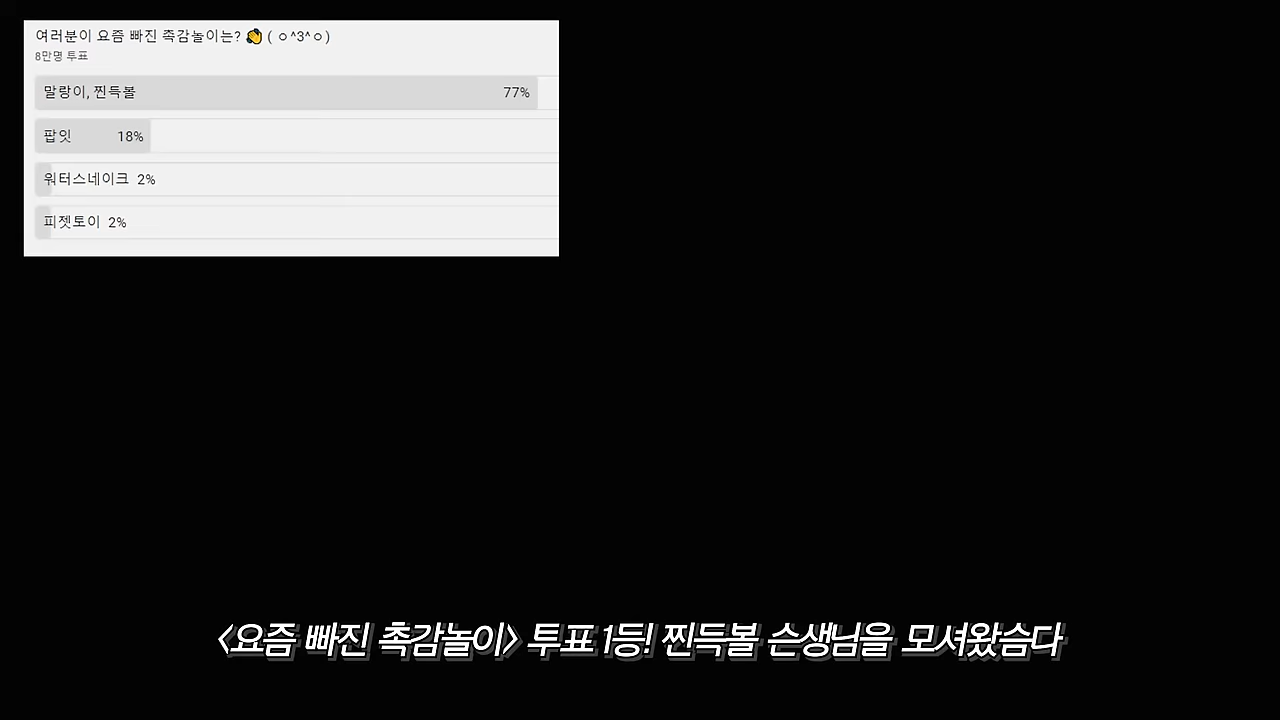 여러분이 요즘 빠진 촉감놀이는? 👏 ( ㅇ^3^ㅇ)
8만명 투표
말랑이, 찐득볼 77%
팝잇 18%
워터스네이크 2%
피젯토이 2%
<요즘 빠진 촉감놀이> 투표 1등! 찐득볼 슨생님을 모셔왔슴다